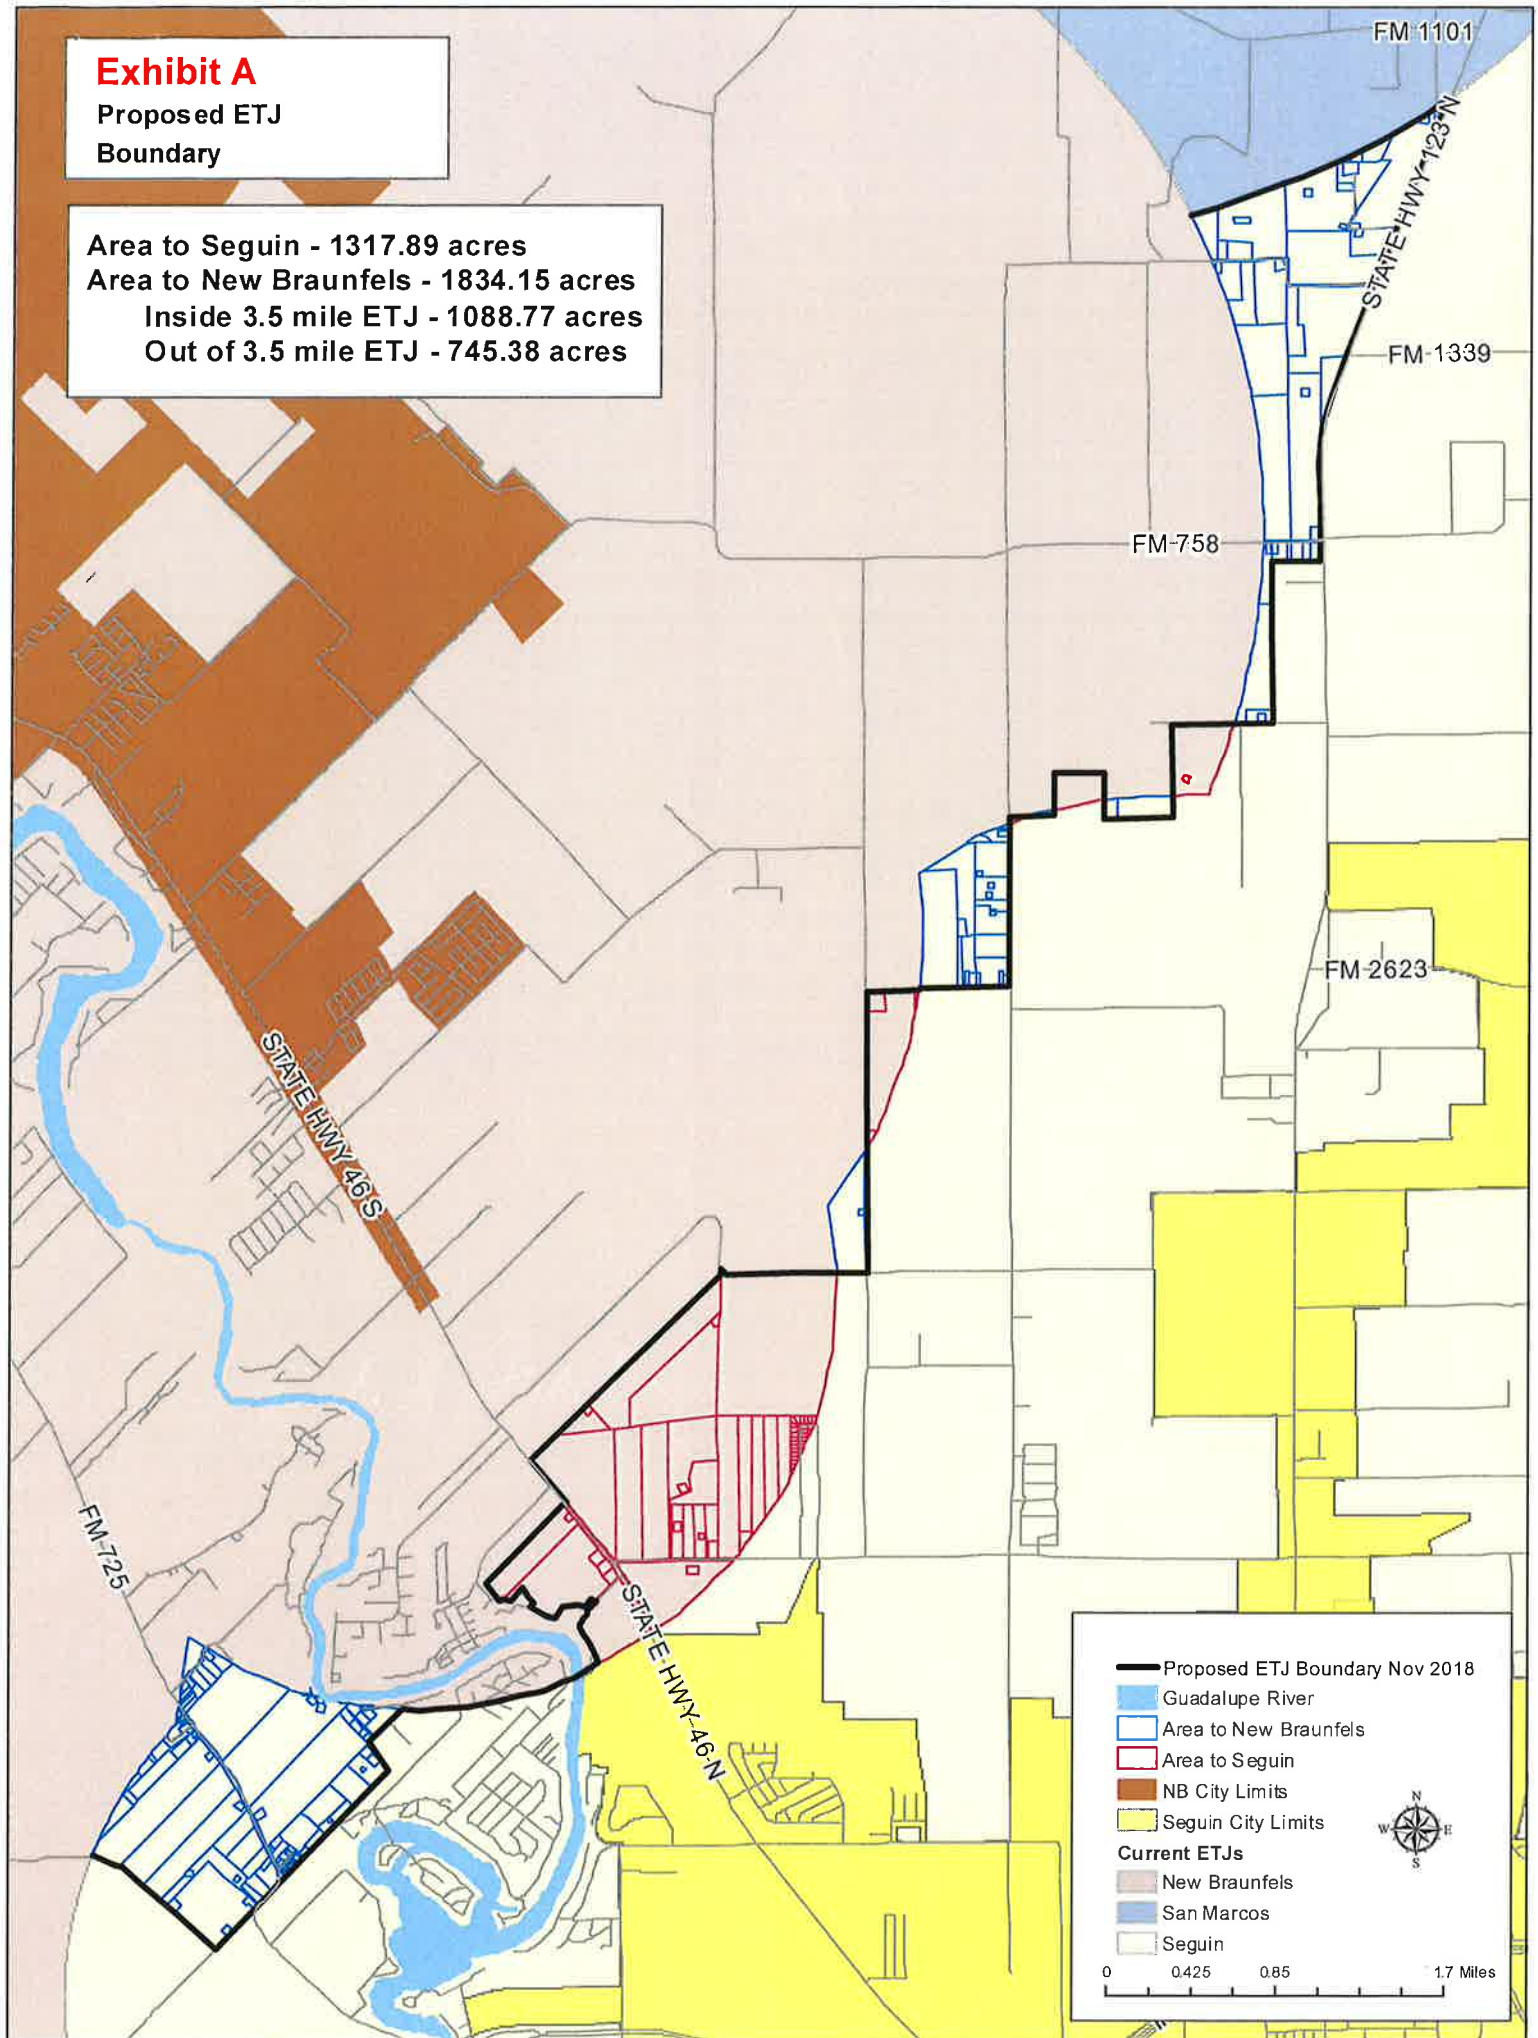 Exhibit A
Proposed ETJ
Boundary
Area to Seguin - 1317.89 acres
Area to New Braunfels - 1834.15 acres
Inside 3.5 mile ETJ - 1088.77 acres
Out of 3.5 mile ETJ - 745.38 acres
FM 1101
STATE HWY 123 N
FM 1339
FM 758
FM 2623
STATE HWY 46 S
FM 725
STATE HWY 46 N
Proposed ETJ Boundary Nov 2018
Guadalupe River
Area to New Braunfels
Area to Seguin
NB City Limits
Seguin City Limits
Current ETJs
New Braunfels
San Marcos
Seguin
N
W E
S
0 0.425 0.85 1.7 Miles